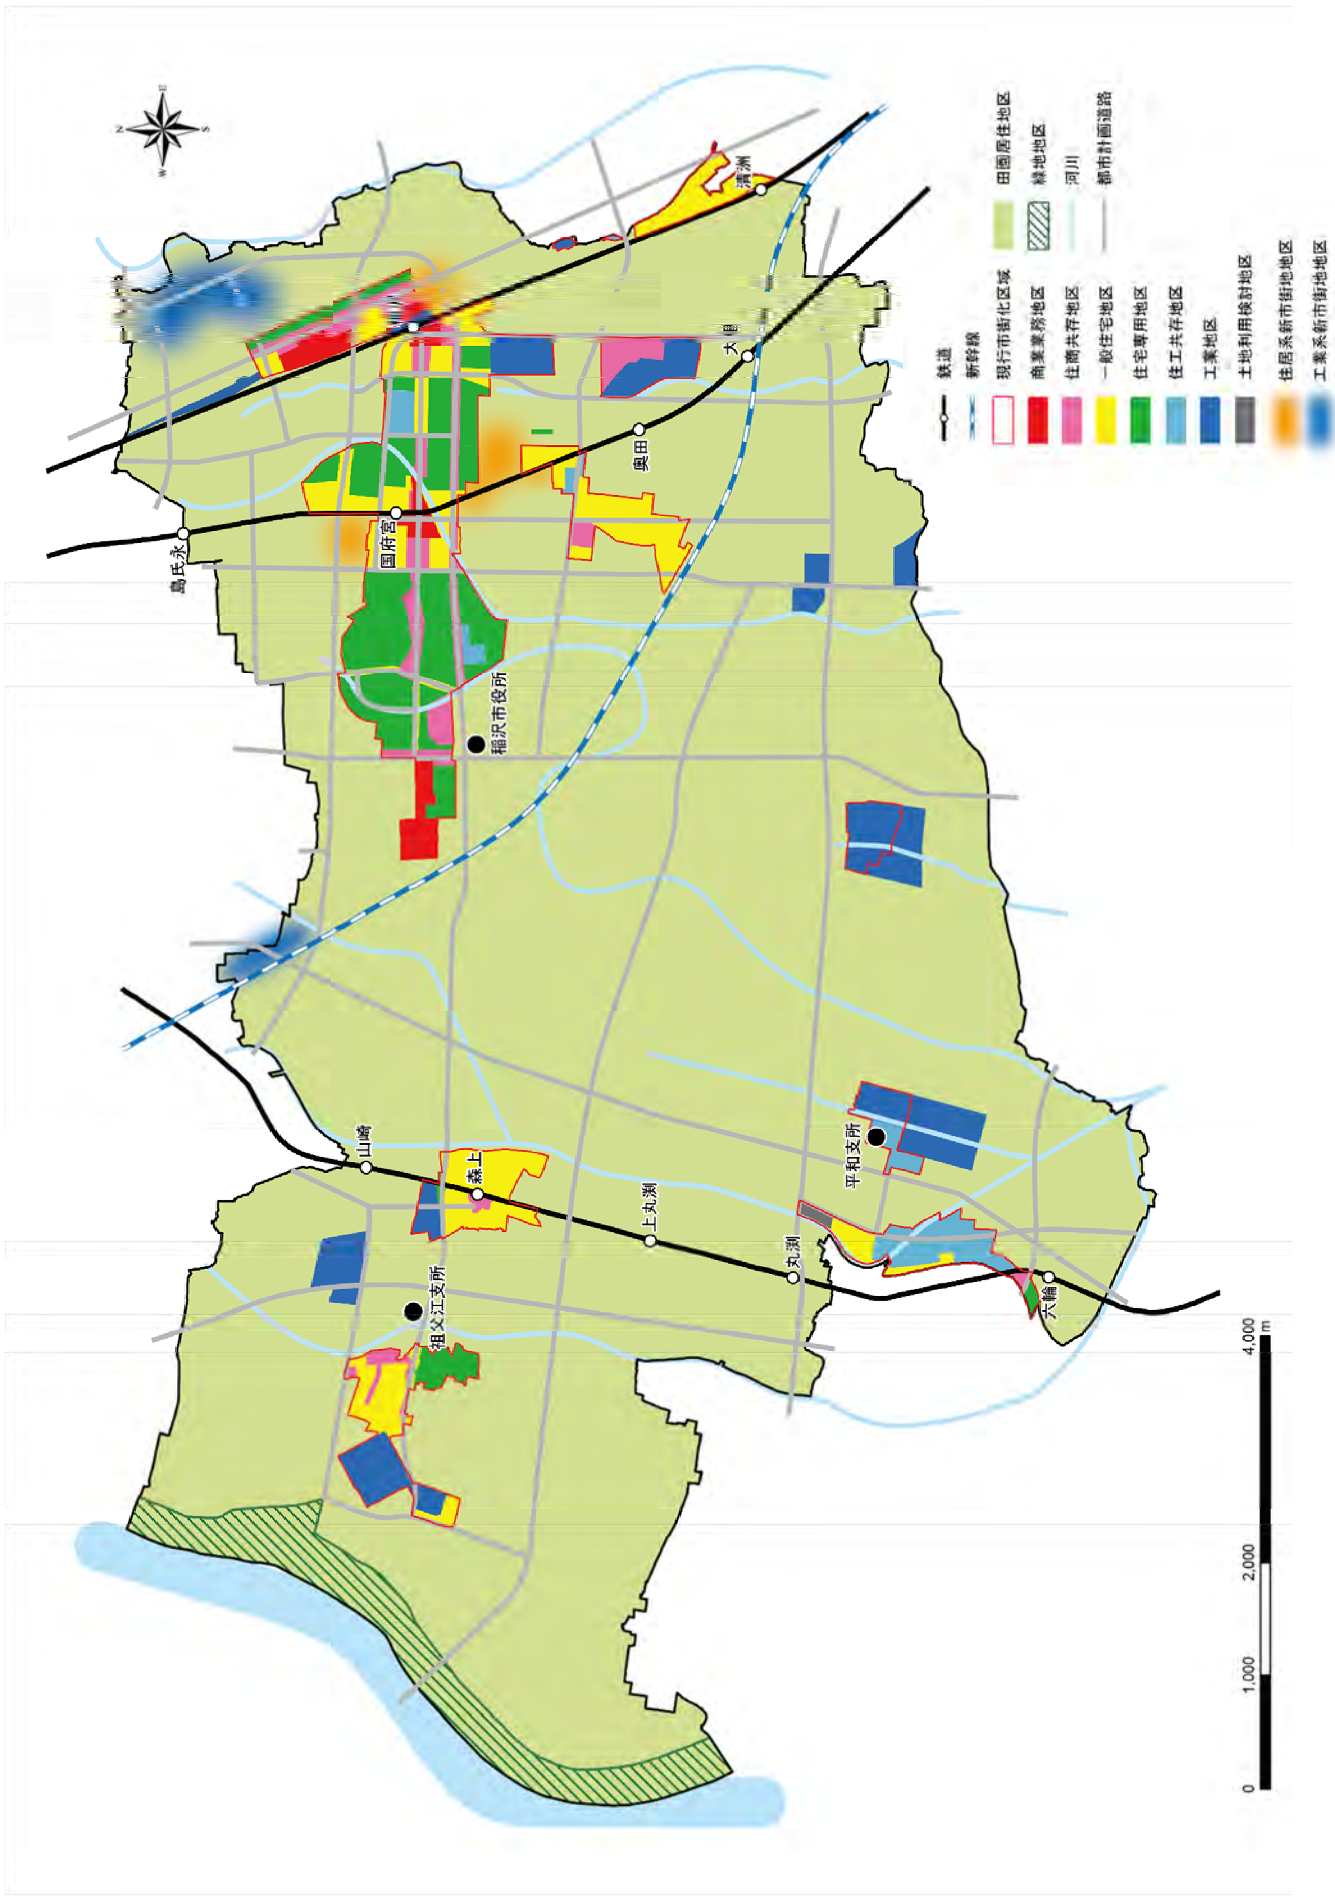 N
E
S
W
島氏永
国府宮
清洲
大里
奥田
稲沢市役所
山崎
森上
上丸渕
丸渕
平和支所
祖父江支所
六輪
鉄道
新幹線
現行市街化区域
商業業務地区
住商共存地区
一般住宅地区
住宅専用地区
住工共存地区
工業地区
土地利用検討地区
住居系新市街地地区
工業系新市街地地区
田園居住地区
緑地地区
河川
都市計画道路
0
1,000
2,000
4,000
m